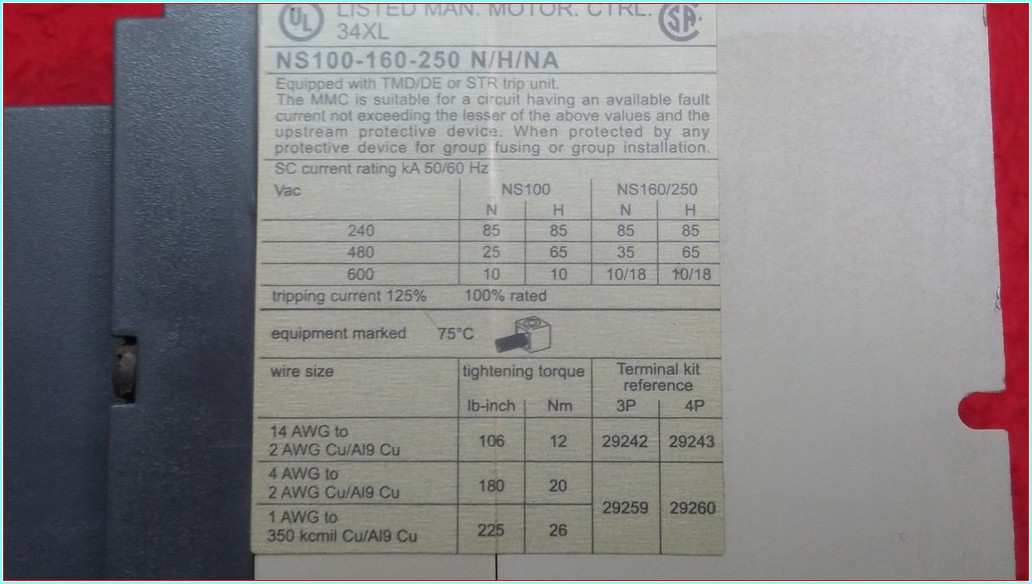 UL LISTED MAN. MOTOR. CTRL. SA
34XL
NS100-160-250 N/H/NA
Equipped with TMD/DE or STR trip unit.
The MMC is suitable for a circuit having an available fault
current not exceeding the lesser of the above values and the
upstream protective device. When protected by any
protective device for group fusing or group installation.
SC current rating kA 50/60 Hz
Vac NS100 NS160/250
N H N H
240 85 85 85 85
480 25 65 35 65
600 10 10 10/18 10/18
tripping current 125% 100% rated
equipment marked 75°C
wire size tightening torque Terminal kit
reference
lb-inch Nm 3P 4P
14 AWG to
2 AWG Cu/Al9 Cu 106 12 29242 29243
4 AWG to
2 AWG Cu/Al9 Cu 180 20
29259 29260
1 AWG to
350 kcmil Cu/Al9 Cu 225 26